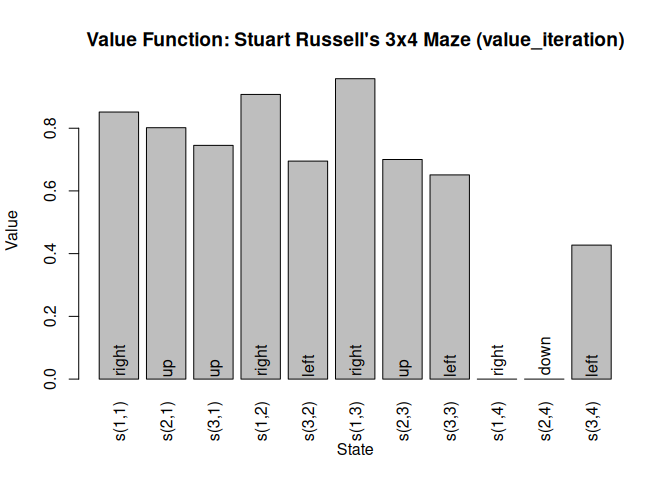 Value Function: Stuart Russell's 3x4 Maze (value_iteration)
Value
0.8
0.6
0.4
0.2
0.0
right
up
up
right
left
right
up
left
right
down
left
s(1,1)
s(2,1)
s(3,1)
s(1,2)
s(3,2)
s(1,3)
s(2,3)
s(3,3)
s(1,4)
s(2,4)
s(3,4)
State